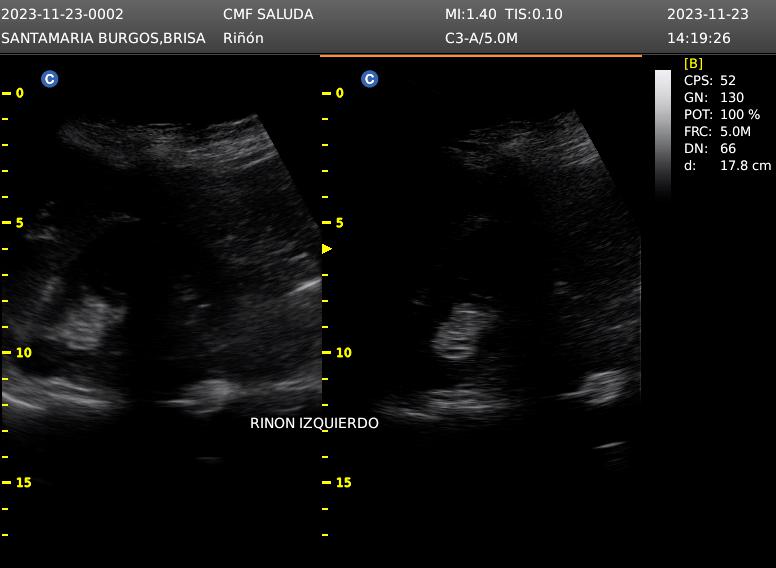 2023-11-23-0002 CMF SALUDA MI:1.40 TIS:0.10 2023-11-23
SANTAMARIA BURGOS,BRISA Riñón C3-A/5.0M 14:19:26
[B]
CPS: 52
GN: 130
POT: 100 %
FRC: 5.0M
DN: 66
d: 17.8 cm
C C
0 0
5 5
10 10
RINON IZQUIERDO
15 15